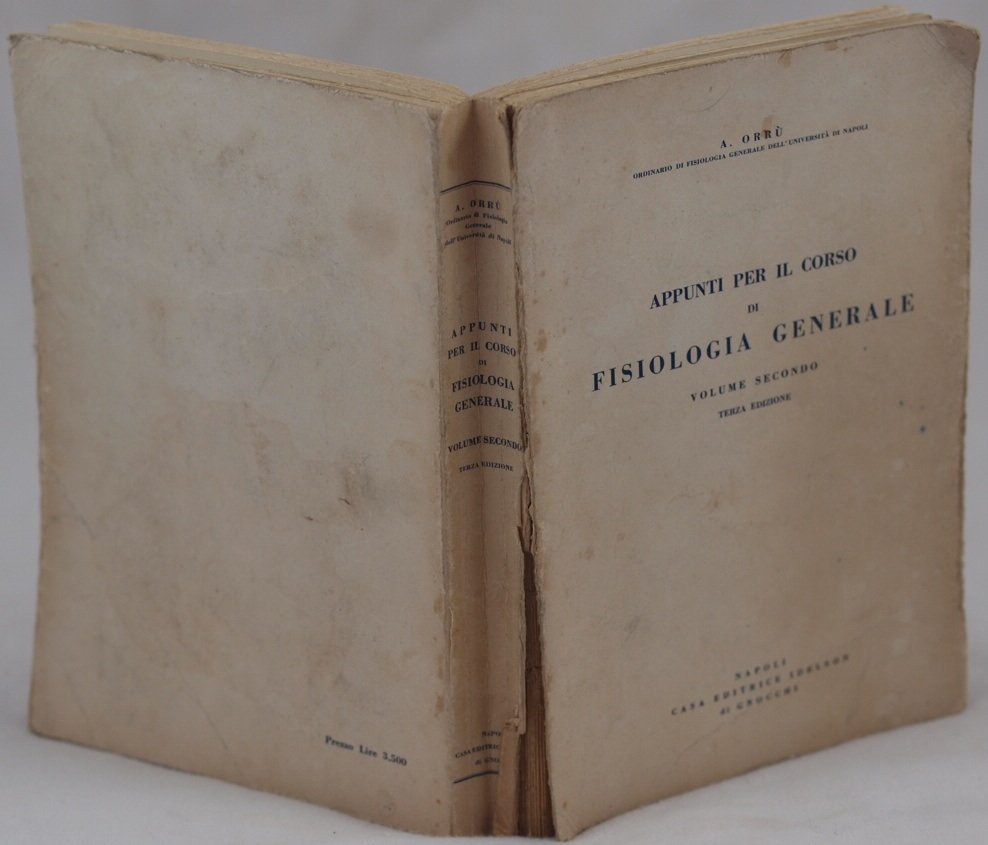 Prezzo Lire 3.500
A. ORRÙ
Ordinario di Fisiologia
Generale
dell'Università di Napoli
APPUNTI
PER IL CORSO
DI
FISIOLOGIA
GENERALE
VOLUME SECONDO
TERZA EDIZIONE
A. ORRÙ
ORDINARIO DI FISIOLOGIA GENERALE DELL'UNIVERSITÀ DI NAPOLI
APPUNTI PER IL CORSO
DI
FISIOLOGIA GENERALE
VOLUME SECONDO
TERZA EDIZIONE
NAPOLI
CASA EDITRICE IDELSON
di GNOCCHI